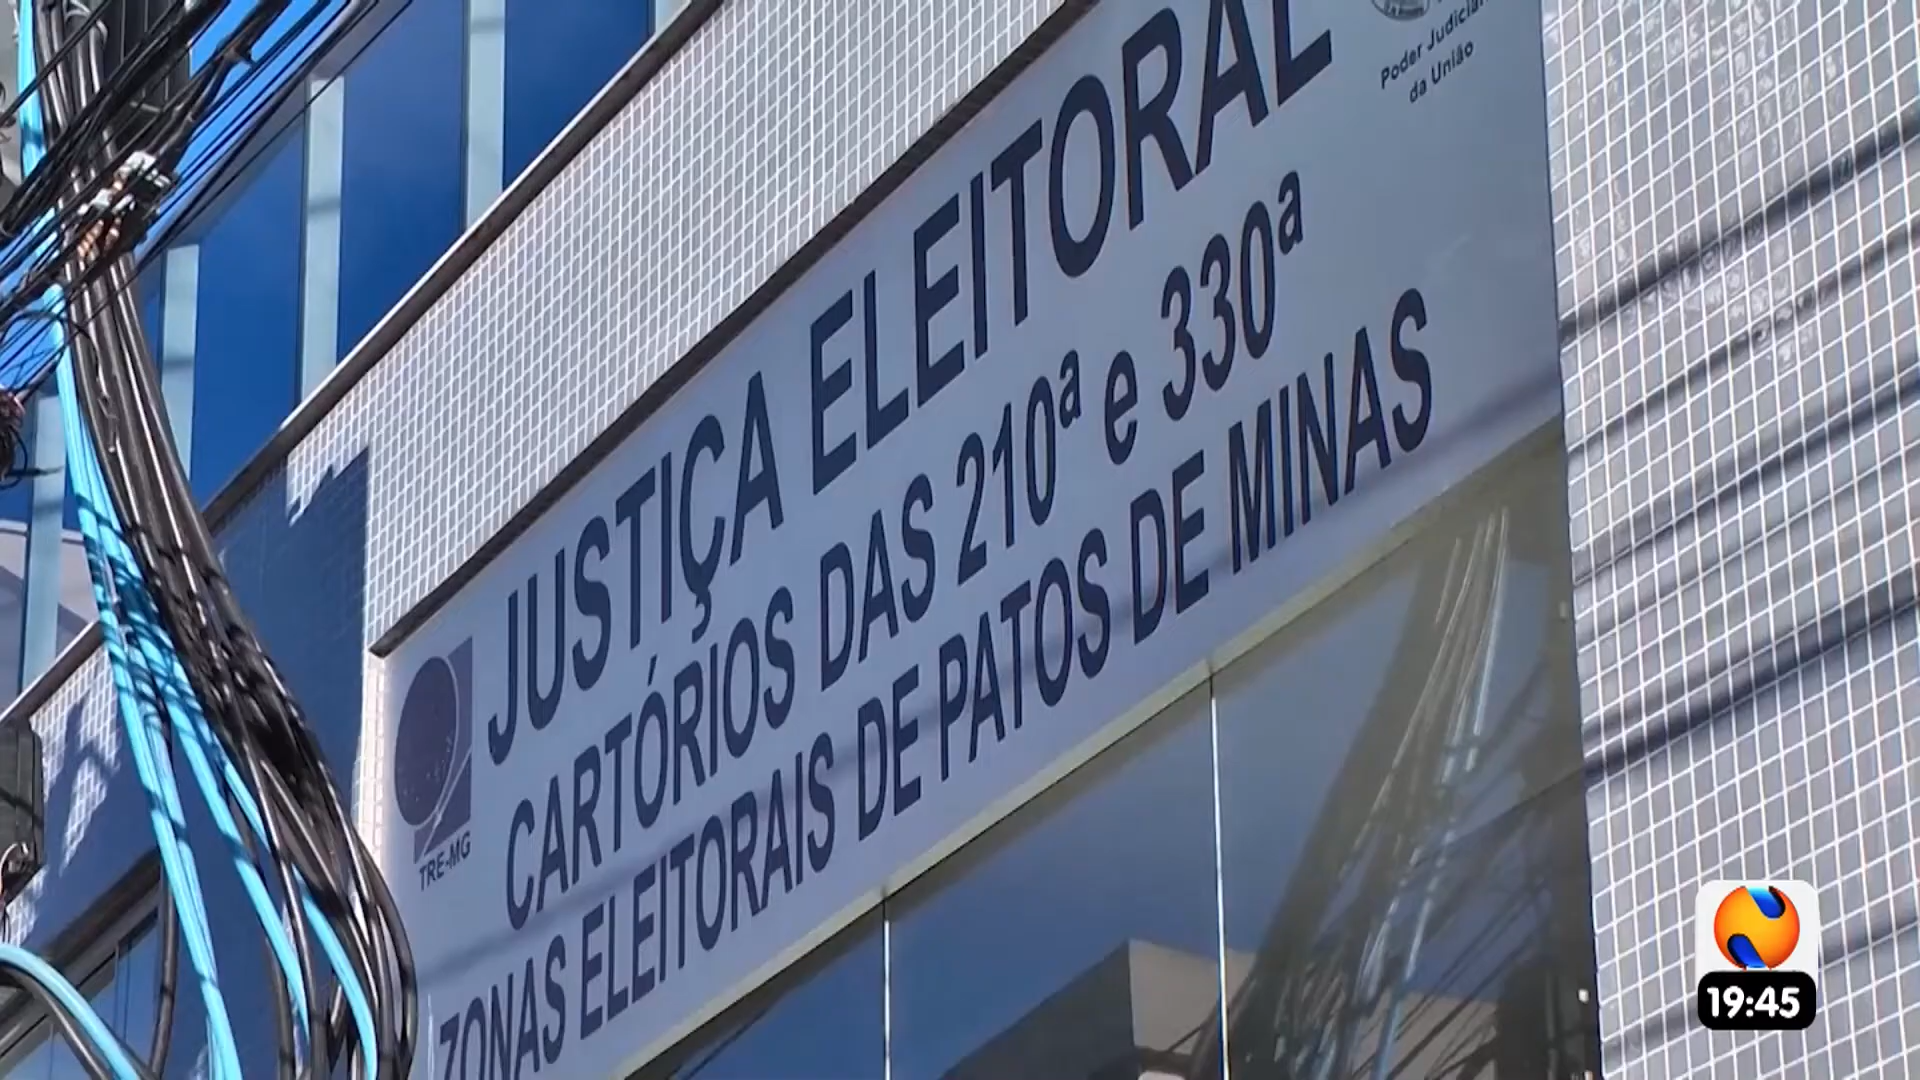 Poder Judiciár
da União
JUSTIÇA ELEITORAL
CARTÓRIOS DAS 210ª e 330ª
ZONAS ELEITORAIS DE PATOS DE MINAS
TRE-MG
19:45